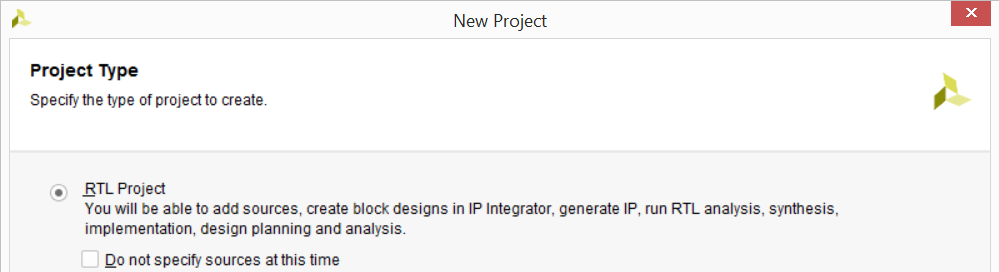 New Project
Project Type
Specify the type of project to create.
RTL Project
You will be able to add sources, create block designs in IP Integrator, generate IP, run RTL analysis, synthesis,
implementation, design planning and analysis.
Do not specify sources at this time